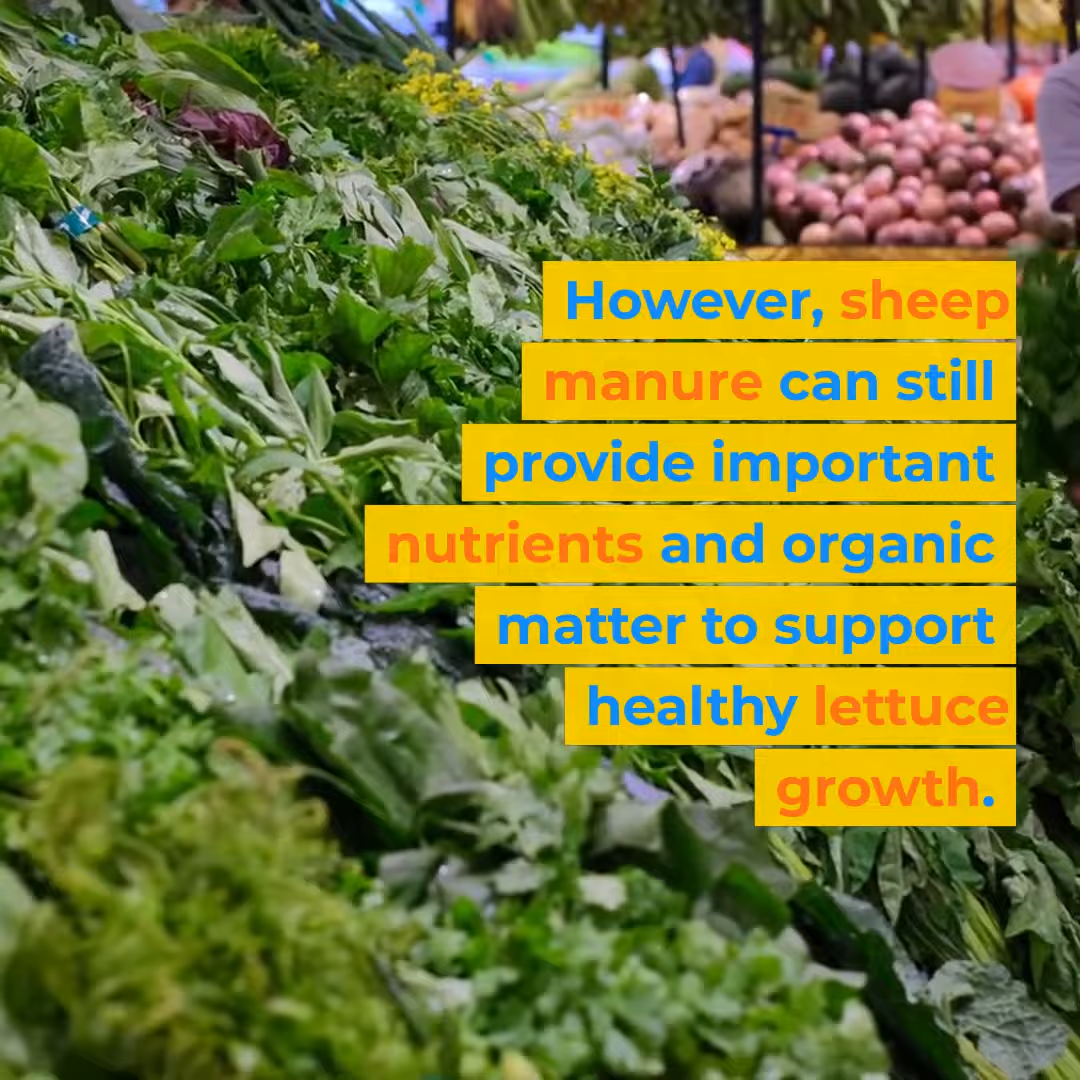 However, sheep
manure can still
provide important
nutrients and organic
matter to support
healthy lettuce
growth.